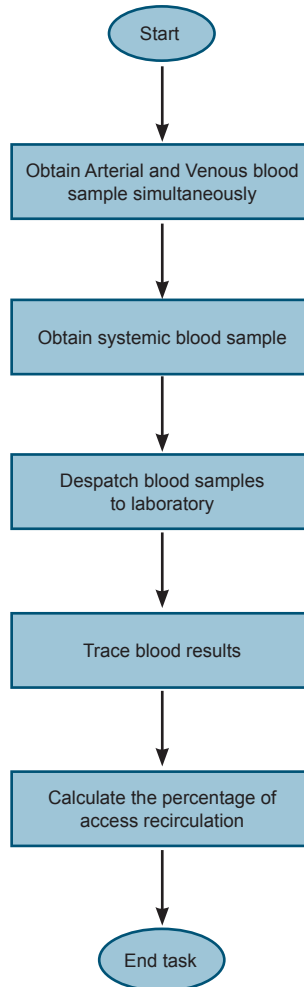 Start
Obtain Arterial and Venous blood
sample simultaneously
Obtain systemic blood sample
Despatch blood samples
to laboratory
Trace blood results
Calculate the percentage of
access recirculation
End task